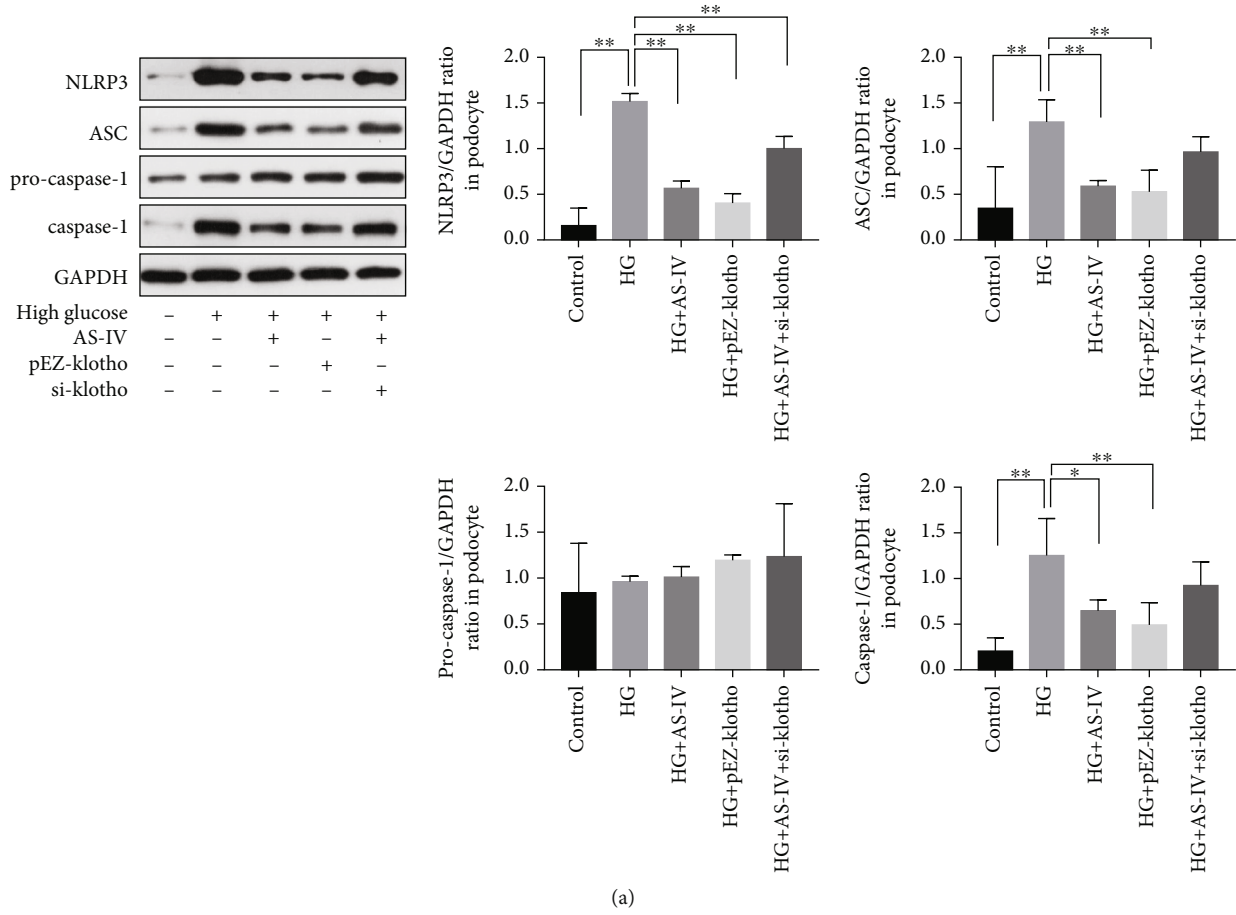 NLRP3
ASC
pro-caspase-1
caspase-1
GAPDH
High glucose – + + + +
AS-IV – – + – +
pEZ-klotho – – – + –
si-klotho – – – – +
NLRP3/GAPDH ratio
in podocyte
2.0
1.5
1.0
0.5
0.0
**
**
**
**
Control
HG
HG+AS-IV
HG+pEZ-klotho
HG+AS-IV+si-klotho
ASC/GAPDH ratio
in podocyte
2.0
1.5
1.0
0.5
0.0
**
**
**
Control
HG
HG+AS-IV
HG+pEZ-klotho
HG+AS-IV+si-klotho
Pro-caspase-1/GAPDH
ratio in podocyte
2.0
1.5
1.0
0.5
0.0
Control
HG
HG+AS-IV
HG+pEZ-klotho
HG+AS-IV+si-klotho
Caspase-1/GAPDH ratio
in podocyte
2.0
1.5
1.0
0.5
0.0
**
*
**
Control
HG
HG+AS-IV
HG+pEZ-klotho
HG+AS-IV+si-klotho
(a)